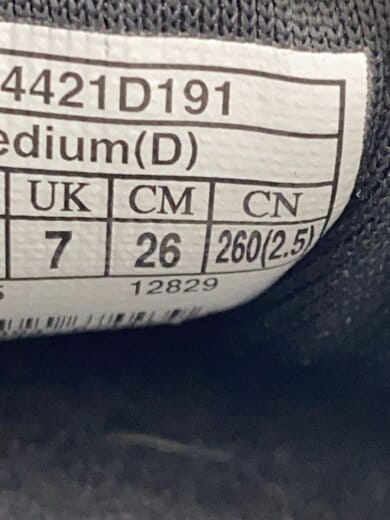 4421D191
edium(D)
UK CM CN
7 26 260(2.5)
12829